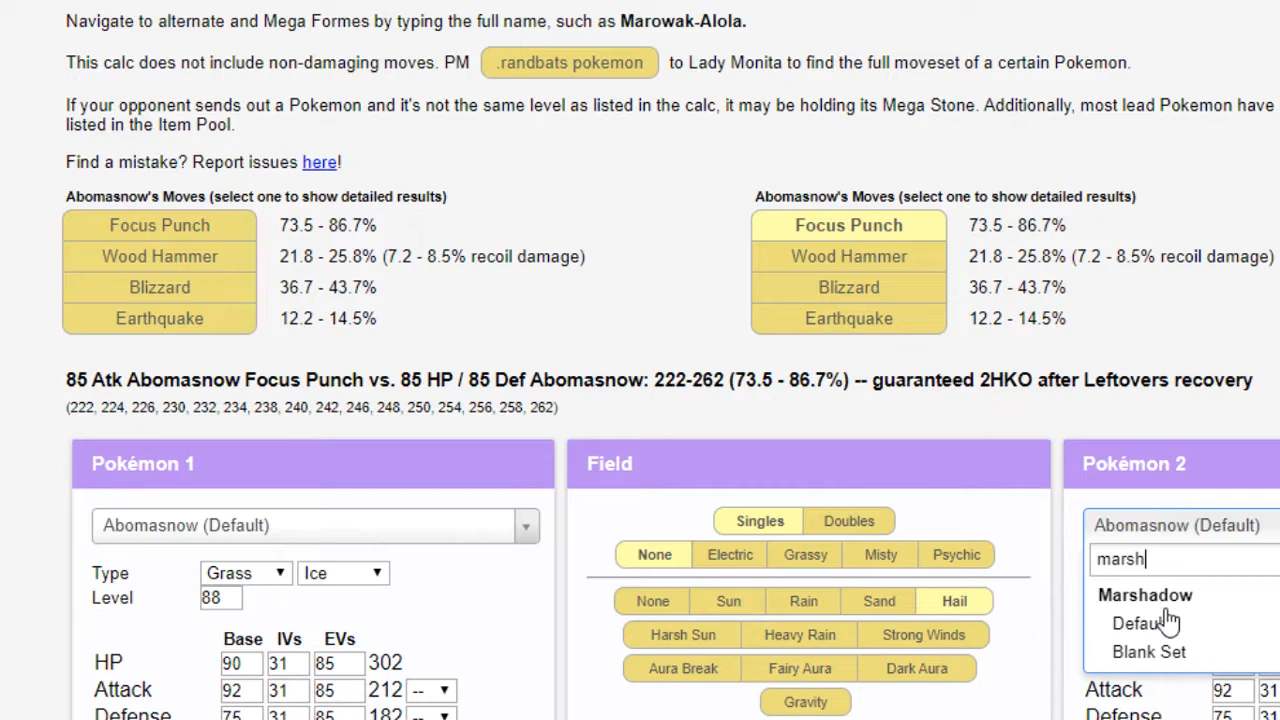 Navigate to alternate and Mega Formes by typing the full name, such as Marowak-Alola.
This calc does not include non-damaging moves. PM .randbats pokemon to Lady Monita to find the full moveset of a certain Pokemon.
If your opponent sends out a Pokemon and it's not the same level as listed in the calc, it may be holding its Mega Stone. Additionally, most lead Pokemon have
listed in the Item Pool.
Find a mistake? Report issues here!
Abomasnow's Moves (select one to show detailed results)
Focus Punch 73.5 - 86.7%
Wood Hammer 21.8 - 25.8% (7.2 - 8.5% recoil damage)
Blizzard 36.7 - 43.7%
Earthquake 12.2 - 14.5%
Abomasnow's Moves (select one to show detailed results)
Focus Punch 73.5 - 86.7%
Wood Hammer 21.8 - 25.8% (7.2 - 8.5% recoil damage)
Blizzard 36.7 - 43.7%
Earthquake 12.2 - 14.5%
85 Atk Abomasnow Focus Punch vs. 85 HP / 85 Def Abomasnow: 222-262 (73.5 - 86.7%) -- guaranteed 2HKO after Leftovers recovery
(222, 224, 226, 230, 232, 234, 238, 240, 242, 246, 248, 250, 254, 256, 258, 262)
Pokémon 1
Abomasnow (Default)
Type Grass Ice
Level 88
Base IVs EVs
HP 90 31 85 302
Attack 92 31 85 212 --
Defense 75 31 85 182 --
Field
Singles Doubles
None Electric Grassy Misty Psychic
None Sun Rain Sand Hail
Harsh Sun Heavy Rain Strong Winds
Aura Break Fairy Aura Dark Aura
Gravity
Pokémon 2
Abomasnow (Default)
marsh
Marshadow
Blank Set
Attack 92 31
Defense 75 31